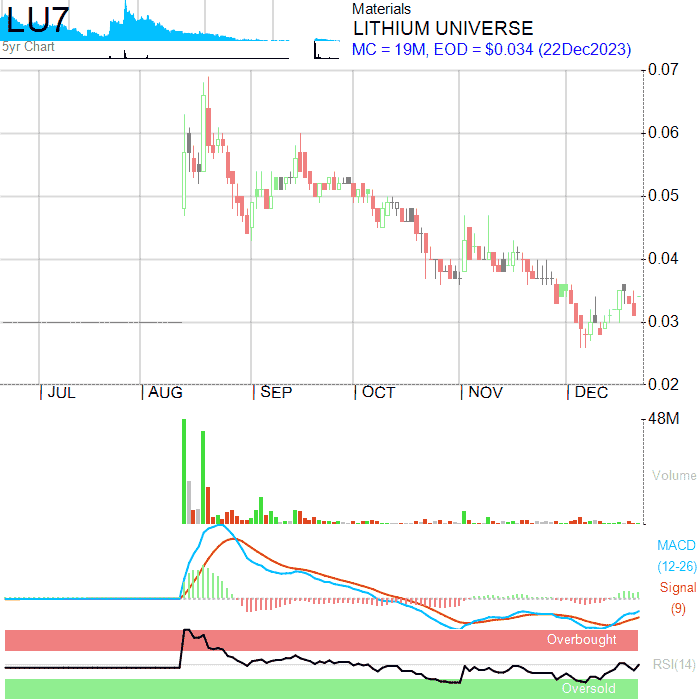 LU7
5yr Chart
Materials
LITHIUM UNIVERSE
MC = 19M, EOD = $0.034 (22Dec2023)
0.07
0.06
0.05
0.04
0.03
0.02
JUL AUG SEP OCT NOV DEC
48M
Volume
MACD
(12-26)
Signal
(9)
Overbought
RSI(14)
Oversold